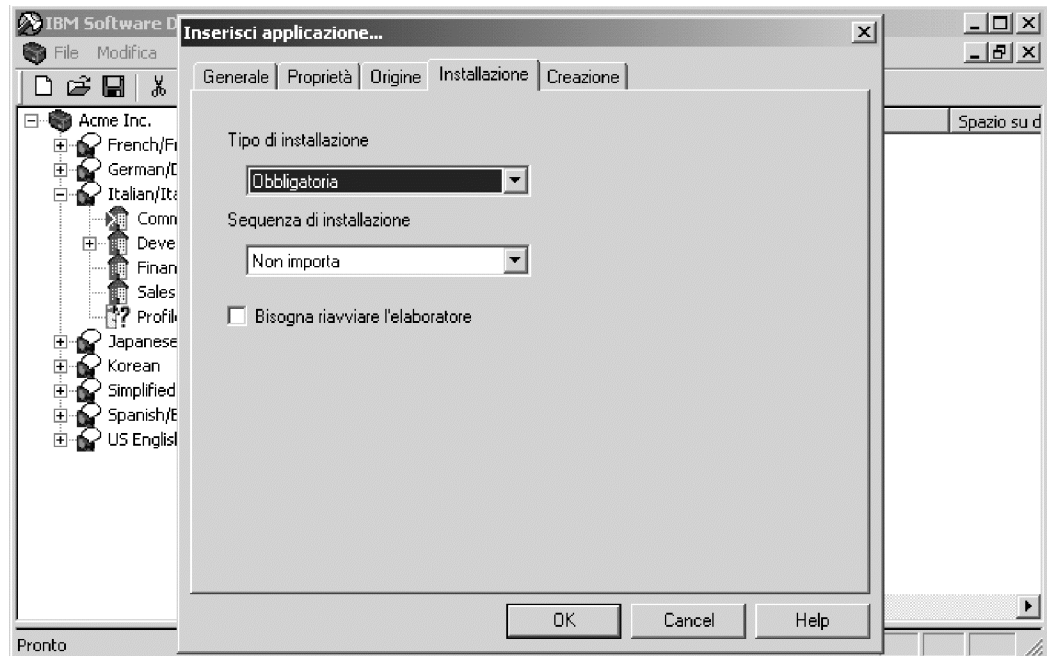 IBM Software D
File Modifica
Inserisci applicazione...
Generale Proprietà Origine Installazione Creazione
Acme Inc.
French/Fr
German/D
Italian/Ita
Comm
Deve
Finan
Sales
Profil
Japanese
Korean
Simplified
Spanish/E
US English
Tipo di installazione
Obbligatoria
Sequenza di installazione
Non importa
Bisogna riavviare l'elaboratore
Spazio su d
OK Cancel Help
Pronto